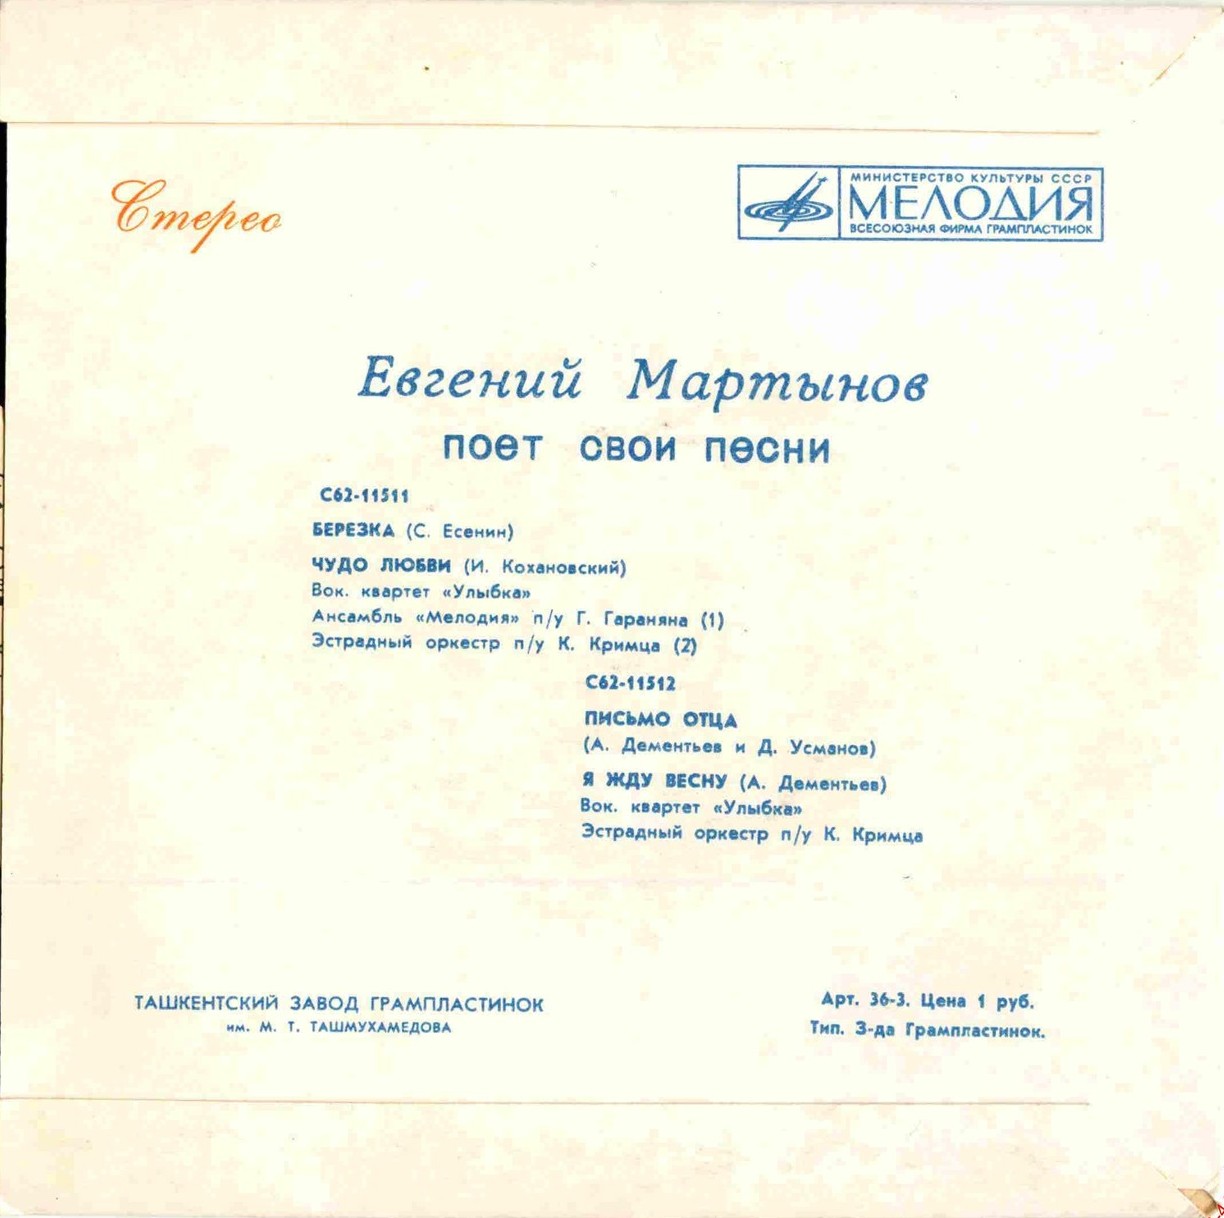 Стерео
МИНИСТЕРСТВО КУЛЬТУРЫ СССР
МЕЛОДИЯ
ВСЕСОЮЗНАЯ ФИРМА ГРАМПЛАСТИНОК
Евгений Мартынов
поет свои песни
С62-11511
БЕРЕЗКА (С. Есенин)
ЧУДО ЛЮБВИ (И. Кохановский)
Вок. квартет «Улыбка»
Ансамбль «Мелодия» п/у Г. Гараняна (1)
Эстрадный оркестр п/у К. Кримца (2)
С62-11512
ПИСЬМО ОТЦА
(А. Дементьев и Д. Усманов)
Я ЖДУ ВЕСНУ (А. Дементьев)
Вок. квартет «Улыбка»
Эстрадный оркестр п/у К. Кримца
ТАШКЕНТСКИЙ ЗАВОД ГРАМПЛАСТИНОК
им. М. Т. ТАШМУХАМЕДОВА
Арт. 36-3. Цена 1 руб.
Тип. З-да Грампластинок.